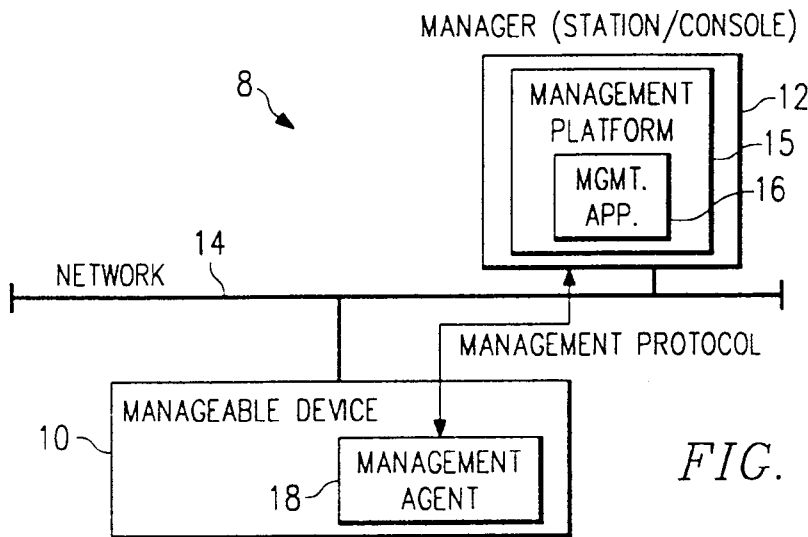 MANAGER (STATION/CONSOLE)
8
MANAGEMENT
PLATFORM
12
15
MGMT.
APP.
16
NETWORK
14
MANAGEMENT PROTOCOL
MANAGEABLE DEVICE
10
MANAGEMENT
AGENT
18
FIG.